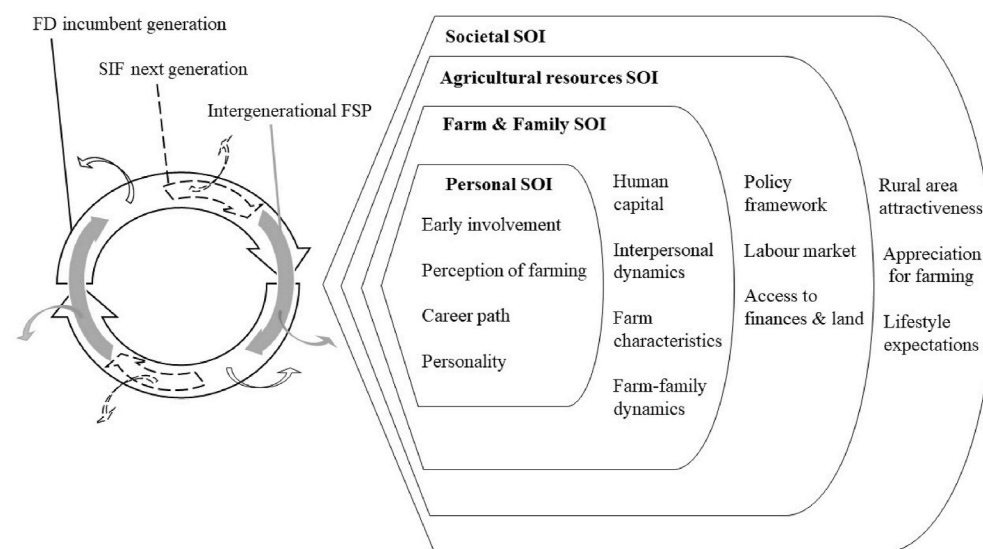 FD incumbent generation
SIF next generation
Intergenerational FSP
Societal SOI
Agricultural resources SOI
Farm & Family SOI
Personal SOI
Early involvement
Perception of farming
Career path
Personality
Human
capital
Interpersonal
dynamics
Farm
characteristics
Farm-family
dynamics
Policy
framework
Labour market
Access to
finances & land
Rural area
attractiveness
Appreciation
for farming
Lifestyle
expectations